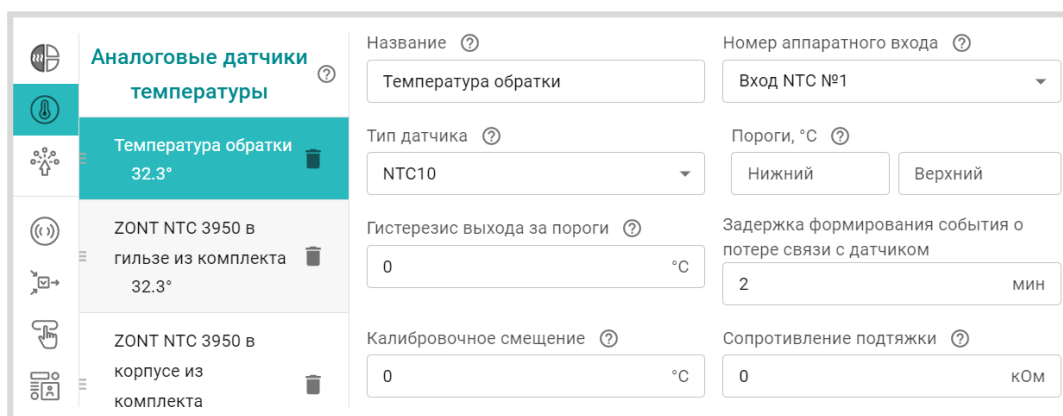 Аналоговые датчики
температуры
Температура обратки
32.3°
ZONT NTC 3950 в
гильзе из комплекта
32.3°
ZONT NTC 3950 в
корпусе из
комплекта
Название
Температура обратки
Номер аппаратного входа
Вход NTC №1
Тип датчика
NTC10
Пороги, °C
Нижний
Верхний
Гистерезис выхода за пороги
0 °C
Задержка формирования события о
потере связи с датчиком
2 мин
Калибровочное смещение
0 °C
Сопротивление подтяжки
0 кОм